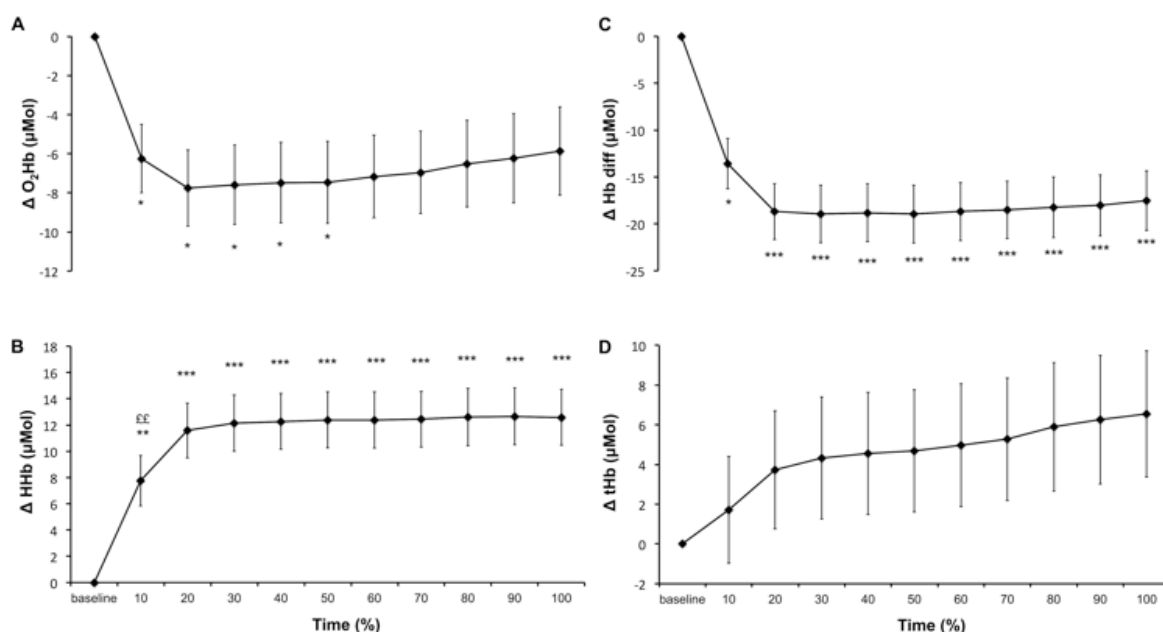 A
Δ O₂Hb (µMol)
0
-2
-4
-6
-8
-10
-12
*
* * * *
C
Δ Hb diff (µMol)
0
-5
-10
-15
-20
-25
*
*** *** *** *** *** *** *** *** ***
B
Δ HHb (µMol)
18
16
14
12
10
8
6
4
2
0
££
**
*** *** *** *** *** *** *** *** ***
baseline 10 20 30 40 50 60 70 80 90 100
Time (%)
D
Δ tHb (µMol)
10
8
6
4
2
0
-2
baseline 10 20 30 40 50 60 70 80 90 100
Time (%)